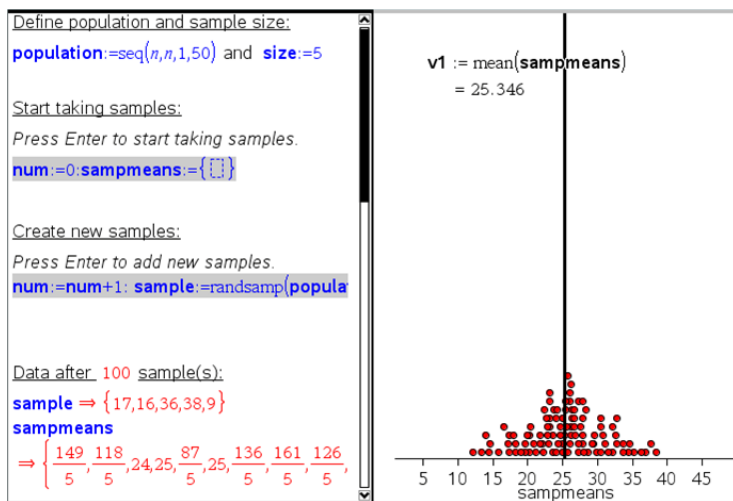 Define population and sample size:
population:=seq(n,n,1,50) and size:=5
Start taking samples:
Press Enter to start taking samples.
num:=0:sampmeans:={▯}
Create new samples:
Press Enter to add new samples.
num:=num+1: sample:=randsamp(popula
Data after 100 sample(s):
sample ⇒ {17,16,36,38,9}
sampmeans
⇒ {149/5,118/5,24,25,87/5,25,136/5,161/5,126/5,
v1 := mean(sampmeans)
= 25.346
5 10 15 20 25 30 35 40 45
sampmeans